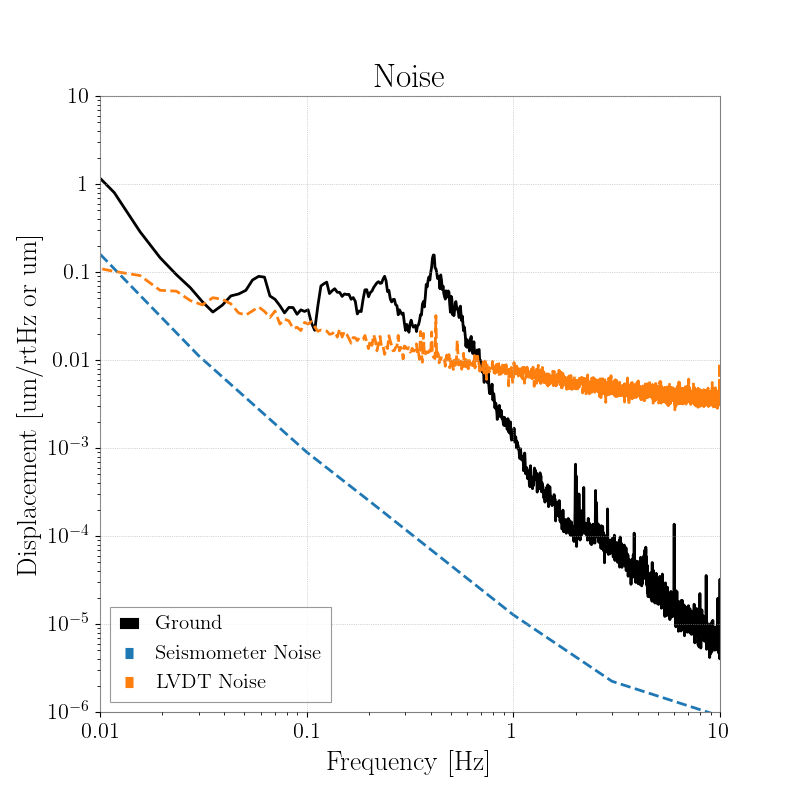 Noise
Displacement [um/rtHz or um]
10
1
0.1
0.01
10⁻³
10⁻⁴
10⁻⁵
10⁻⁶
Ground
Seismometer Noise
LVDT Noise
0.01
0.1
1
10
Frequency [Hz]